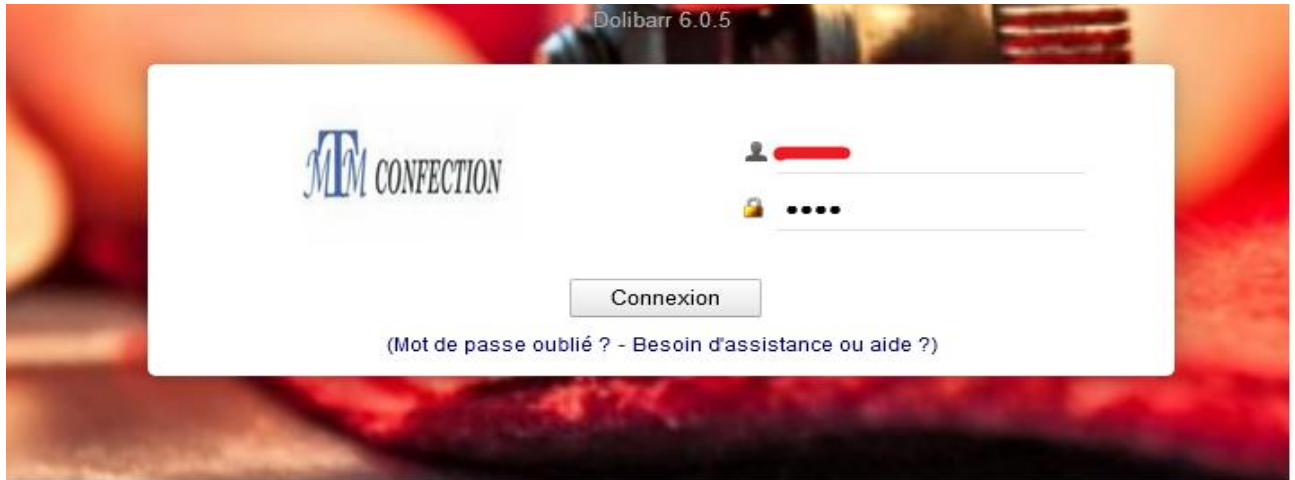 Dolibarr 6.0.5
MTM CONFECTION
••••
Connexion
(Mot de passe oublié ? - Besoin d'assistance ou aide ?)